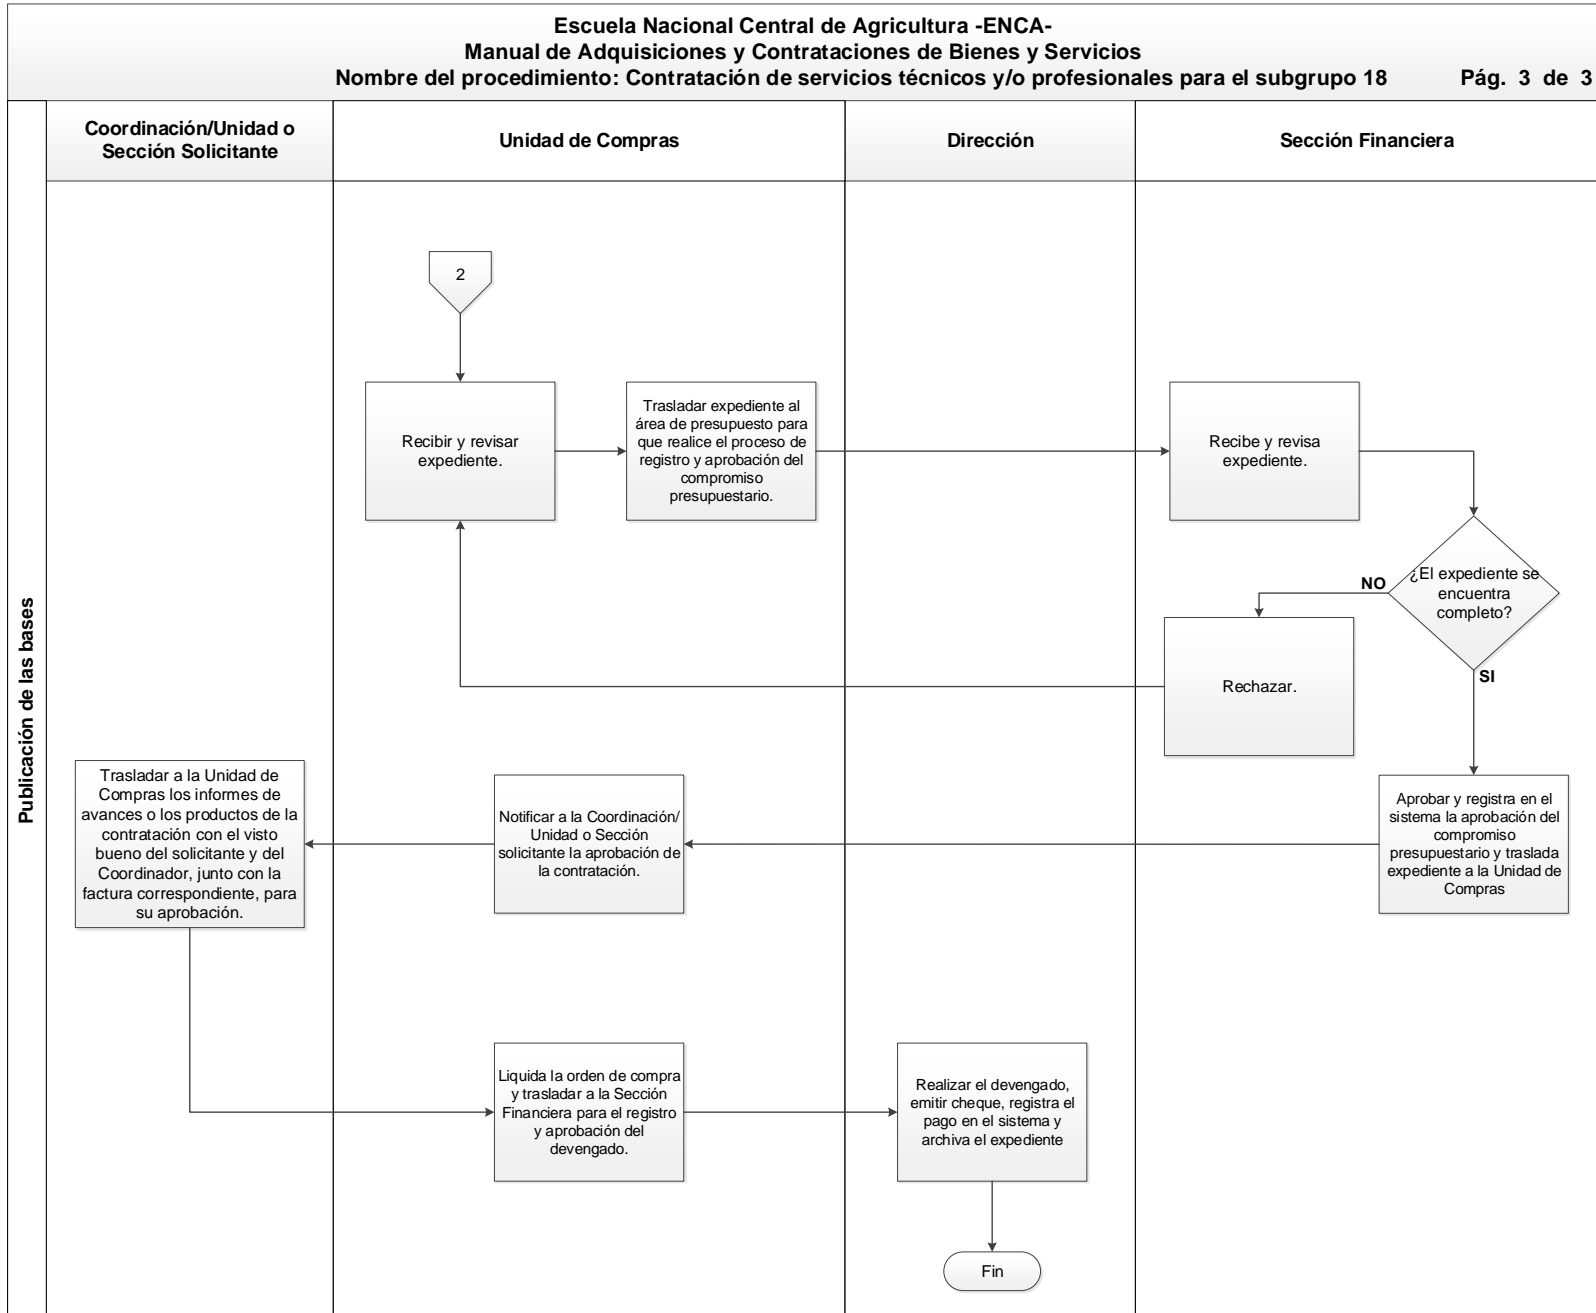 Escuela Nacional Central de Agricultura -ENCA-
Manual de Adquisiciones y Contrataciones de Bienes y Servicios
Nombre del procedimiento: Contratación de servicios técnicos y/o profesionales para el subgrupo 18 Pág. 3 de 3
Publicación de las bases
Coordinación/Unidad o
Sección Solicitante
Unidad de Compras
Dirección
Sección Financiera
2
Recibir y revisar
expediente.
Trasladar expediente al
área de presupuesto para
que realice el proceso de
registro y aprobación del
compromiso
presupuestario.
Recibe y revisa
expediente.
¿El expediente se
encuentra
completo?
NO
SI
Rechazar.
Aprobar y registra en el
sistema la aprobación del
compromiso
presupuestario y traslada
expediente a la Unidad de
Compras
Notificar a la Coordinación/
Unidad o Sección
solicitante la aprobación de
la contratación.
Trasladar a la Unidad de
Compras los informes de
avances o los productos de la
contratación con el visto
bueno del solicitante y del
Coordinador, junto con la
factura correspondiente, para
su aprobación.
Liquida la orden de compra
y trasladar a la Sección
Financiera para el registro
y aprobación del
devengado.
Realizar el devengado,
emitir cheque, registra el
pago en el sistema y
archiva el expediente
Fin